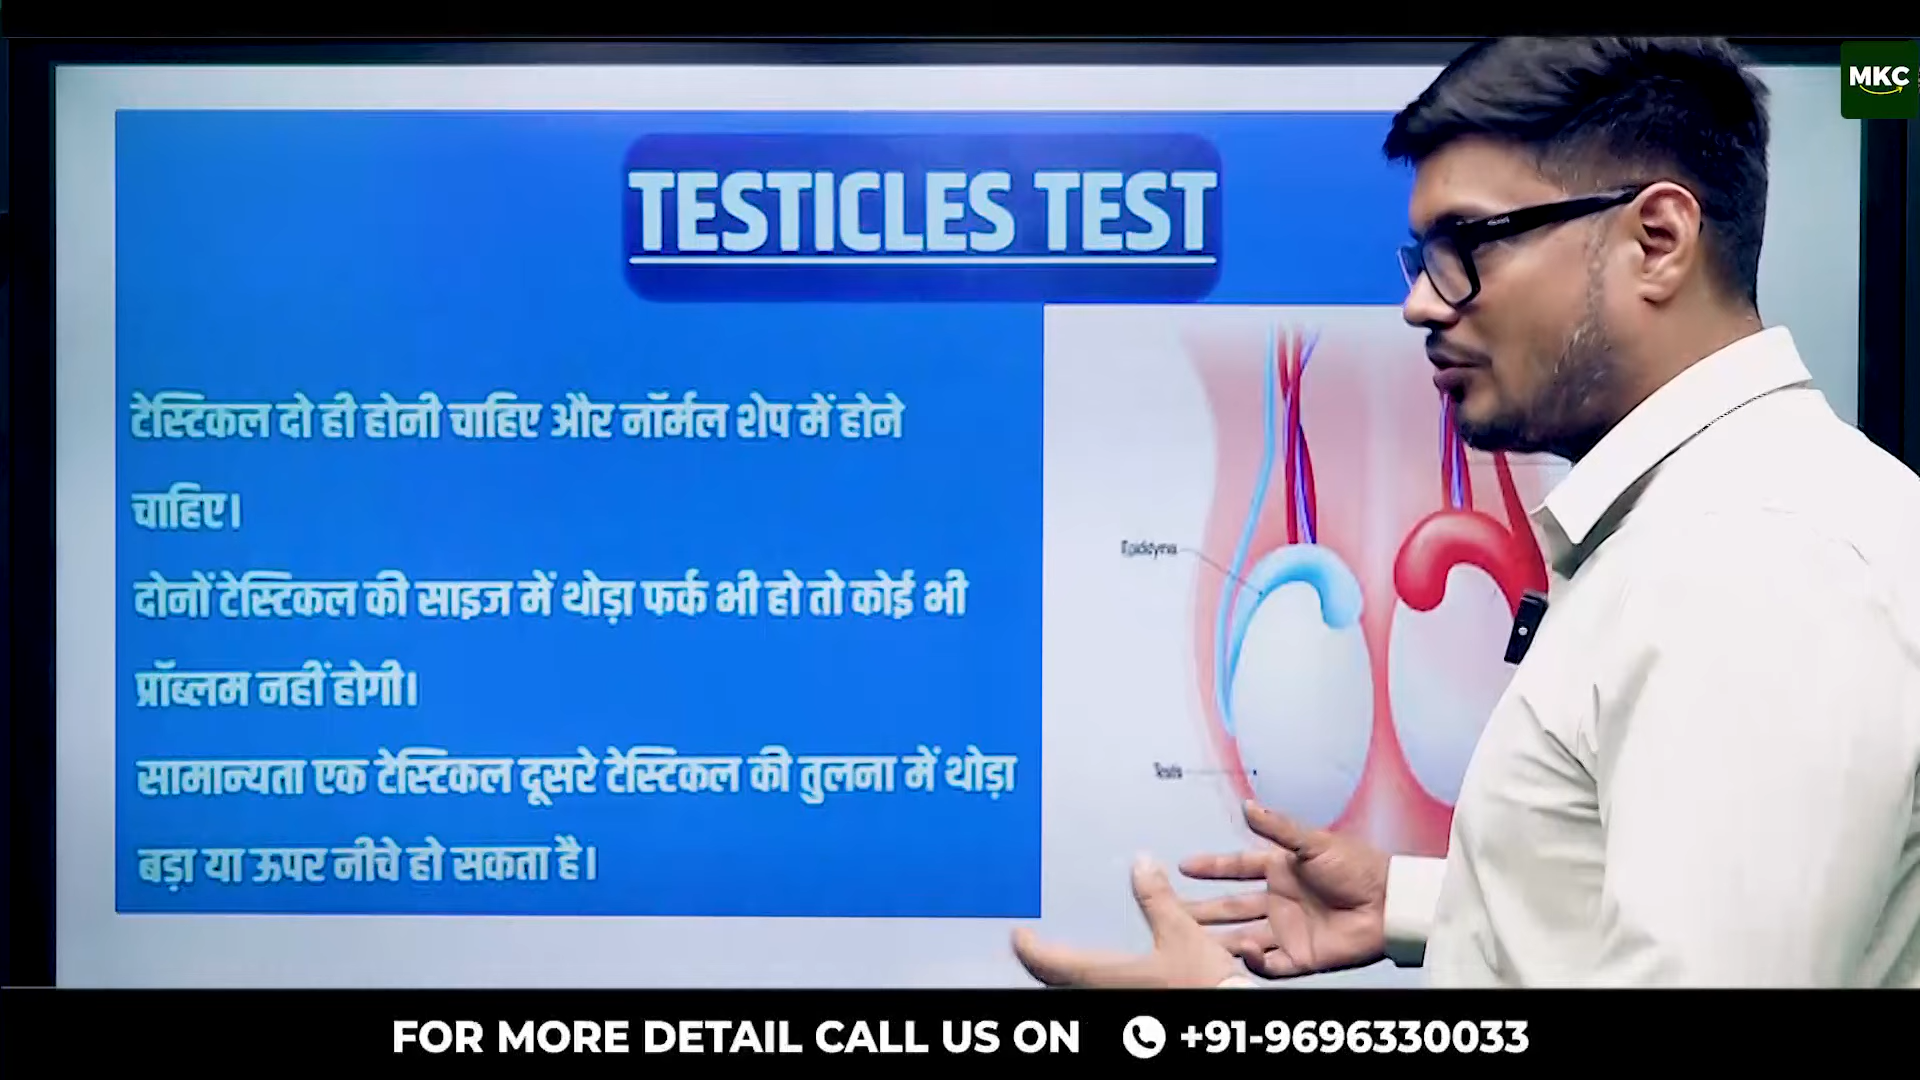 MKC
TESTICLES TEST
टेस्टिकल दो ही होनी चाहिए और नॉर्मल शेप में होने
चाहिए।
दोनों टेस्टिकल की साइज में थोड़ा फर्क भी हो तो कोई भी
प्रॉब्लम नहीं होगी।
सामान्यता एक टेस्टिकल दूसरे टेस्टिकल की तुलना में थोड़ा
बड़ा या ऊपर नीचे हो सकता है।
Testis
FOR MORE DETAIL CALL US ON +91-9696330033